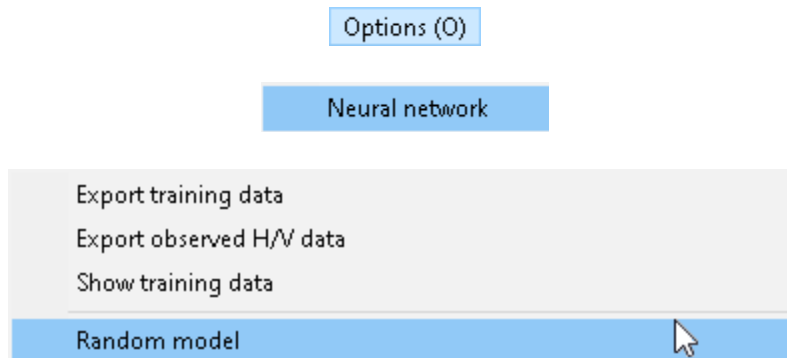 Options (O)
Neural network
Export training data
Export observed H/V data
Show training data
Random model